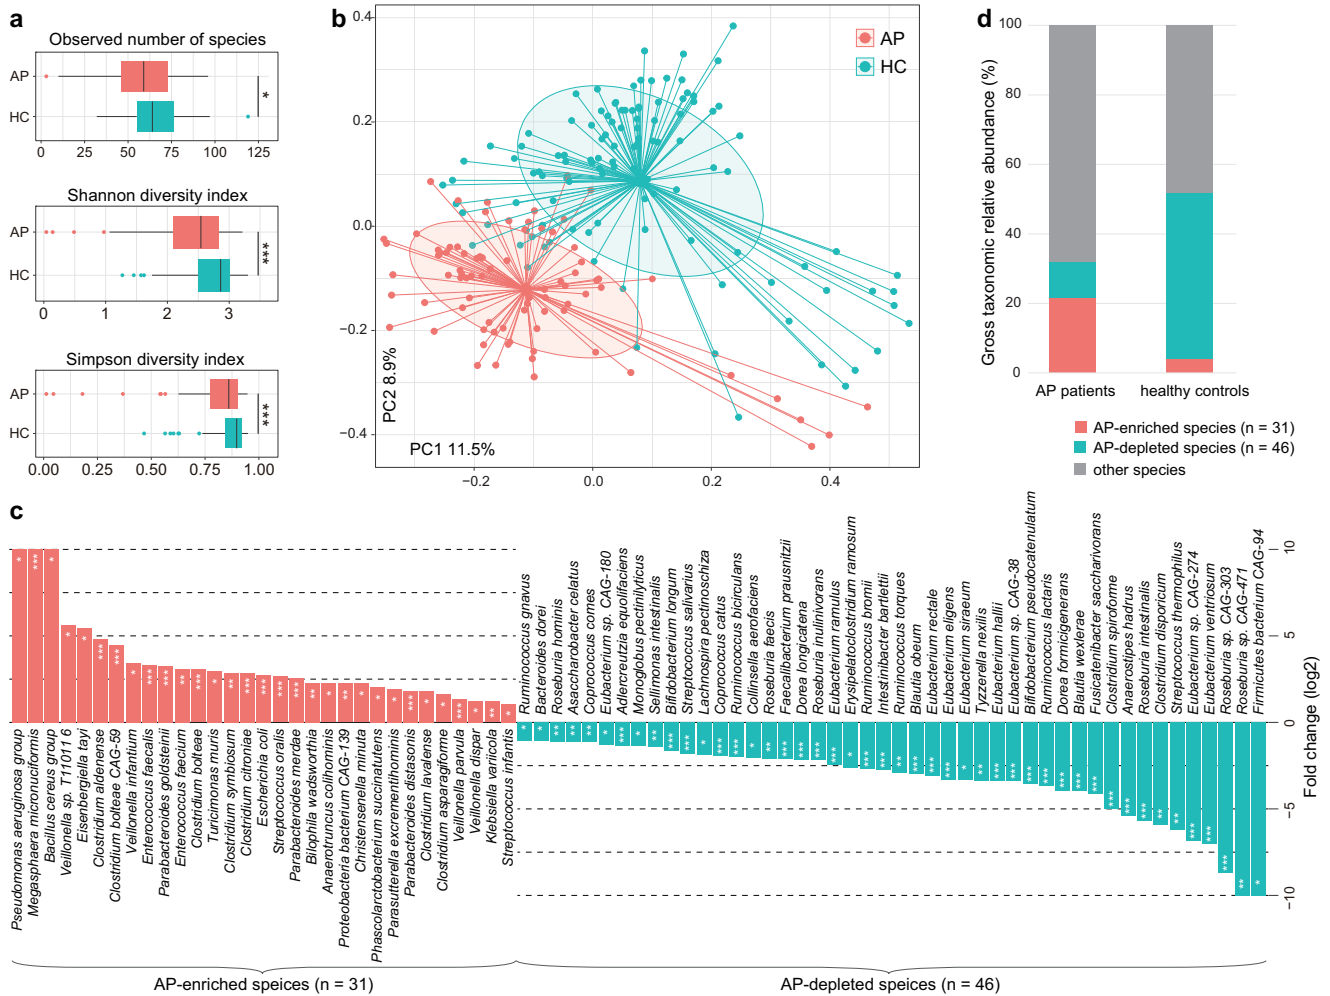 a
Observed number of species
AP
HC
*
0 25 50 75 100 125
Shannon diversity index
AP
HC
***
0 1 2 3
Simpson diversity index
AP
HC
***
0.00 0.25 0.50 0.75 1.00
b
AP
HC
0.4
0.2
0.0
−0.2
−0.4
PC2 8.9%
PC1 11.5%
−0.2 0.0 0.2 0.4
d
Gross taxonomic relative abundance (%)
100
80
60
40
20
0
AP patients
healthy controls
AP-enriched species (n = 31)
AP-depleted species (n = 46)
other species
c
Pseudomonas aeruginosa group
Megasphaera micronuciformis
Bacillus cereus group
Veillonella sp. T11011 6
Eisenbergiella tayi
Clostridium aldenense
Clostridium bolteae CAG-59
Veillonella infantium
Enterococcus faecalis
Parabacteroides goldsteinii
Enterococcus faecium
Clostridium bolteae
Turicimonas muris
Clostridium symbiosum
Clostridium citroniae
Escherichia coli
Streptococcus oralis
Parabacteroides merdae
Bilophila wadsworthia
Anaerotruncus colihominis
Proteobacteria bacterium CAG-139
Christensenella minuta
Phascolarctobacterium succinatutens
Parasutterella excrementihominis
Parabacteroides distasonis
Clostridium lavalense
Clostridium asparagiforme
Veillonella parvula
Veillonella dispar
Klebsiella variicola
Streptococcus infantis
Ruminococcus gnavus
Bacteroides dorei
Roseburia hominis
Asaccharobacter celatus
Coprococcus comes
Eubacterium sp. CAG-180
Adlercreutzia equolifaciens
Monoglobus pectinilyticus
Sellimonas intestinalis
Bifidobacterium longum
Streptococcus salivarius
Lachnospira pectinoschiza
Coprococcus catus
Ruminococcus bicirculans
Collinsella aerofaciens
Roseburia faecis
Faecalibacterium prausnitzii
Dorea longicatena
Roseburia inulinivorans
Eubacterium ramulus
Erysipelatoclostridium ramosum
Ruminococcus bromii
Intestinibacter bartlettii
Ruminococcus torques
Blautia obeum
Eubacterium rectale
Eubacterium eligens
Eubacterium siraeum
Tyzzerella nexilis
Eubacterium hallii
Eubacterium sp. CAG-38
Bifidobacterium pseudocatenulatum
Ruminococcus lactaris
Dorea formicigenerans
Blautia wexlerae
Fusicatenibacter saccharivorans
Clostridium spiroforme
Anaerostipes hadrus
Roseburia intestinalis
Clostridium disporicum
Streptococcus thermophilus
Eubacterium sp. CAG-274
Eubacterium ventriosum
Roseburia sp. CAG-303
Roseburia sp. CAG-471
Firmicutes bacterium CAG-94
10
5
0
−5
−10
Fold change (log2)
AP-enriched speices (n = 31)
AP-depleted speices (n = 46)